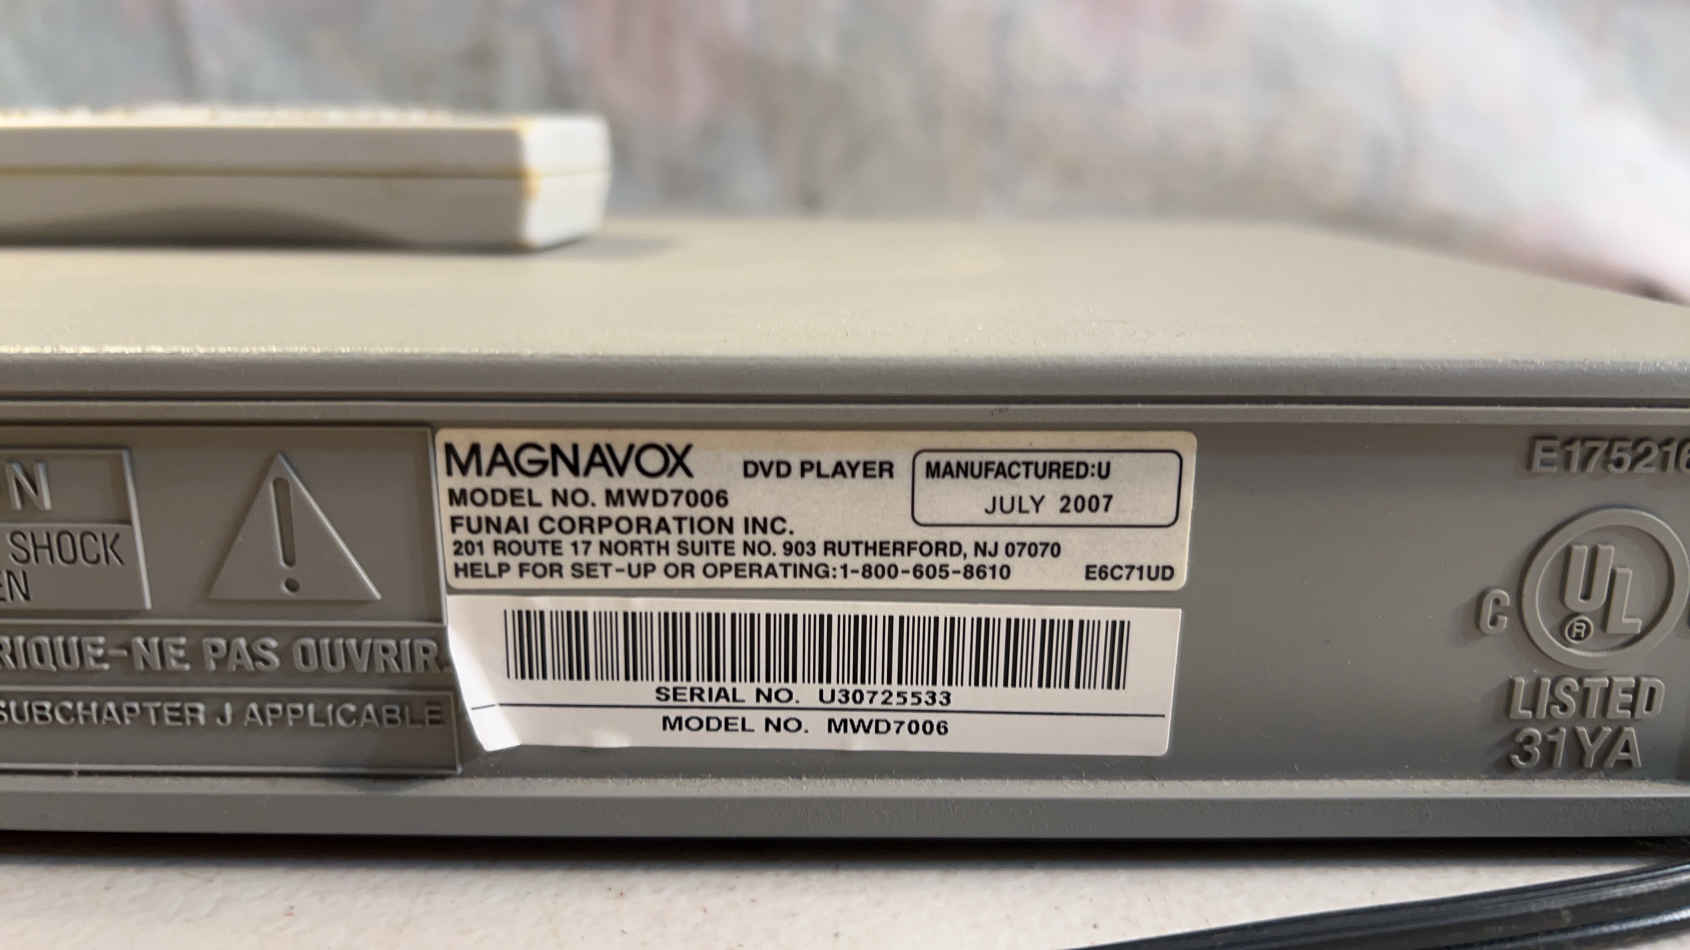 N
SHOCK
EN
RIQUE-NE PAS OUVRIR.
SUBCHAPTER J APPLICABLE
MAGNAVOX DVD PLAYER
MANUFACTURED:U
JULY 2007
MODEL NO. MWD7006
FUNAI CORPORATION INC.
201 ROUTE 17 NORTH SUITE NO. 903 RUTHERFORD, NJ 07070
HELP FOR SET-UP OR OPERATING:1-800-605-8610 E6C71UD
SERIAL NO. U30725533
MODEL NO. MWD7006
E175216
C UL ®
LISTED
31YA